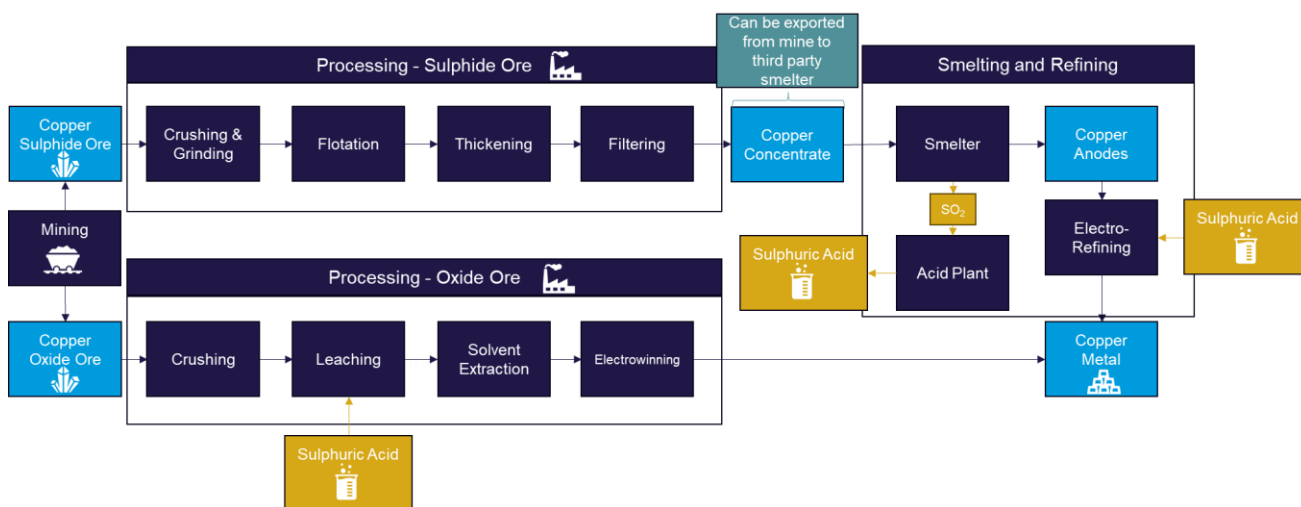 Can be exported
from mine to
third party
smelter
Processing - Sulphide Ore
Smelting and Refining
Copper
Sulphide Ore
Crushing &
Grinding
Flotation
Thickening
Filtering
Copper
Concentrate
Smelter
Copper
Anodes
SO₂
Mining
Electro-
Refining
Sulphuric Acid
Sulphuric Acid
Acid Plant
Processing - Oxide Ore
Copper
Oxide Ore
Crushing
Leaching
Solvent
Extraction
Electrowinning
Copper
Metal
Sulphuric Acid